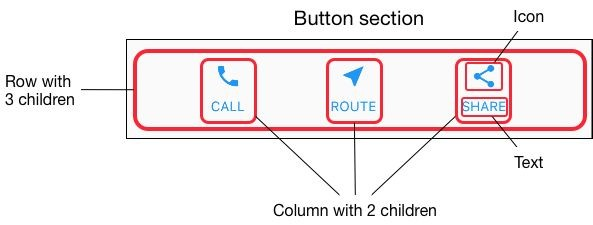 Button section
Icon
Row with
3 children
CALL
ROUTE
SHARE
Text
Column with 2 children